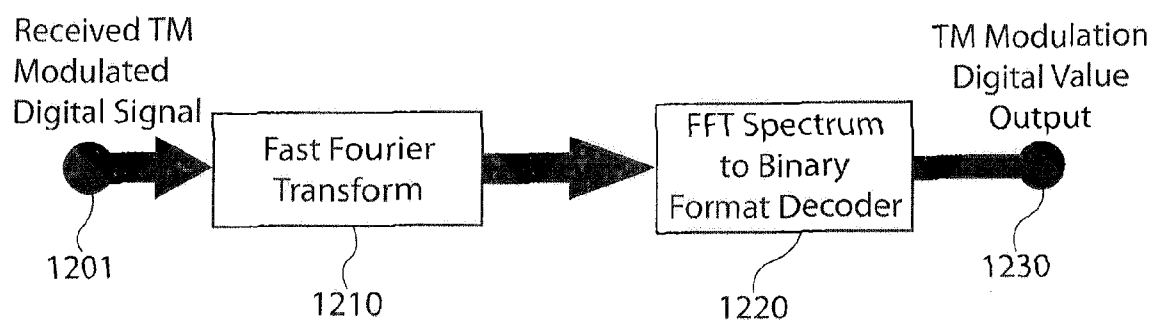 Received TM
Modulated
Digital Signal
Fast Fourier
Transform
FFT Spectrum
to Binary
Format Decoder
TM Modulation
Digital Value
Output
1201
1210
1220
1230